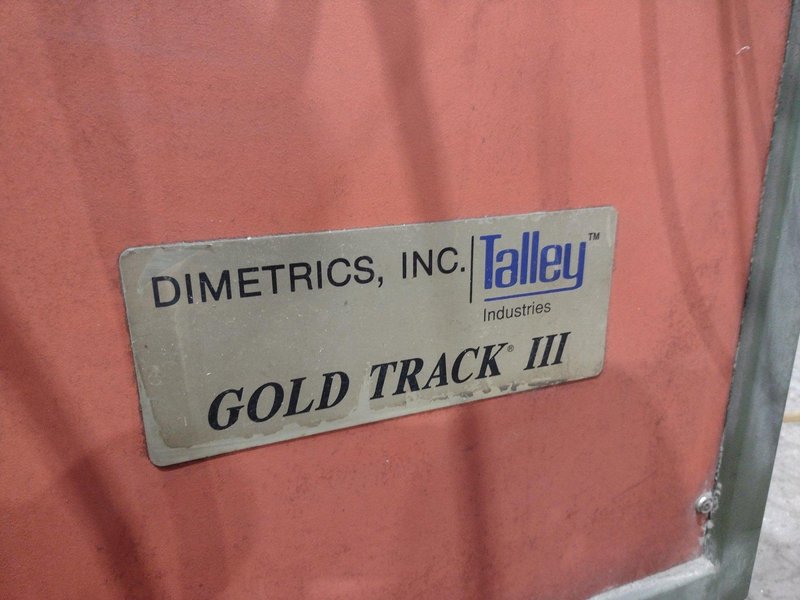 DIMETRICS, INC. Talley™
Industries
GOLD TRACK® III